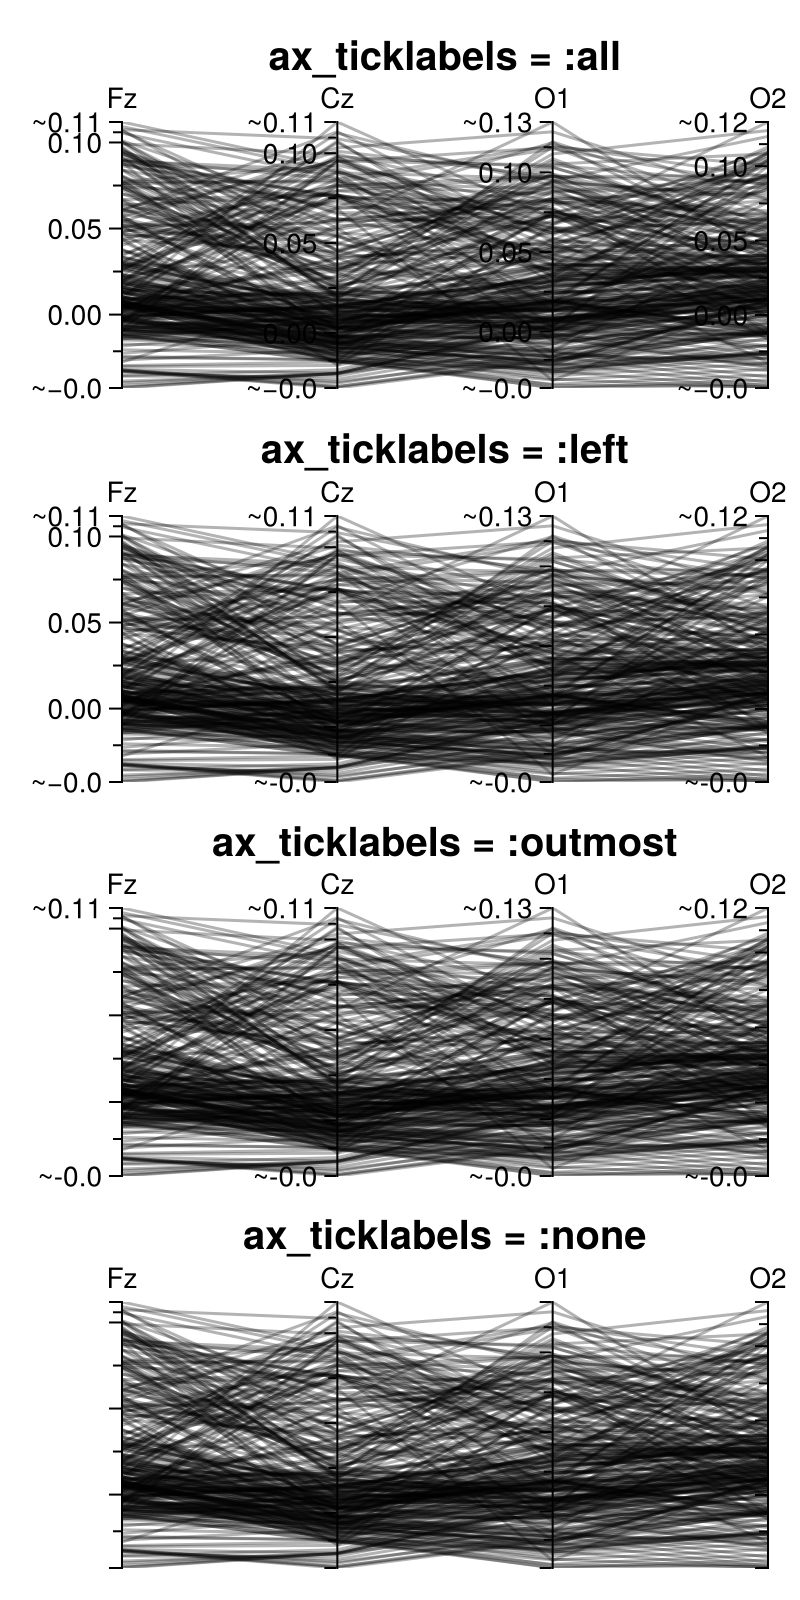 ax_ticklabels = :all
Fz Cz O1 O2
~0.11 ~0.11 ~0.13 ~0.12
0.10 0.10 0.10 0.10
0.05 0.05 0.05 0.05
0.00 0.00 0.00 0.00
~−0.0 ~−0.0 ~−0.0 ~−0.0
ax_ticklabels = :left
Fz Cz O1 O2
~0.11 ~0.11 ~0.13 ~0.12
0.10
0.05
0.00
~−0.0 ~-0.0 ~-0.0 ~-0.0
ax_ticklabels = :outmost
Fz Cz O1 O2
~0.11 ~0.11 ~0.13 ~0.12
~-0.0 ~-0.0 ~-0.0 ~-0.0
ax_ticklabels = :none
Fz Cz O1 O2